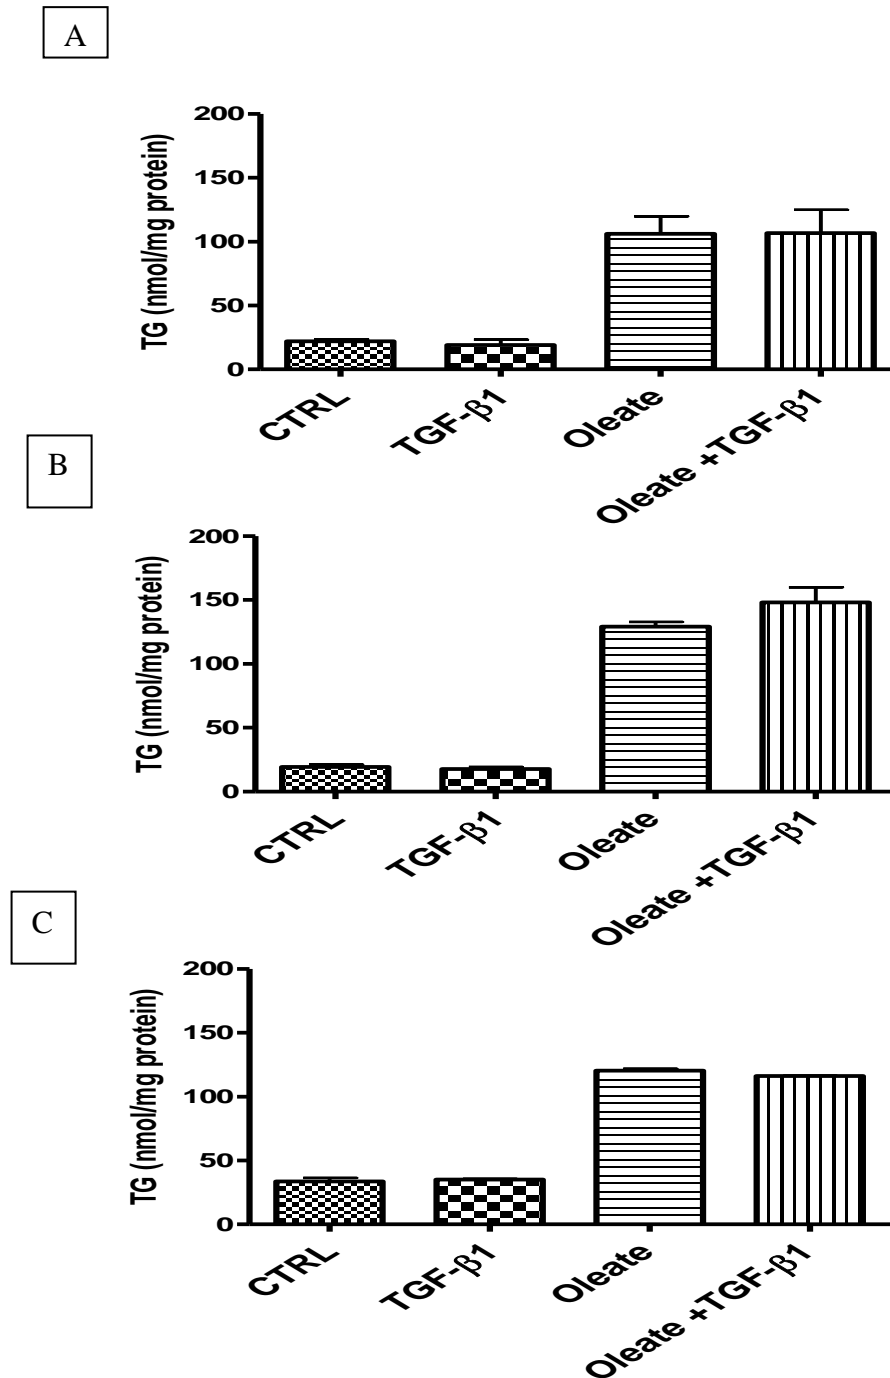 A
TG (nmol/mg protein)
200
150
100
50
0
CTRL
TGF-β1
Oleate
Oleate +TGF-β1
B
TG (nmol/mg protein)
200
150
100
50
0
CTRL
TGF-β1
Oleate
Oleate +TGF-β1
C
TG (nmol/mg protein)
200
150
100
50
0
CTRL
TGF-β1
Oleate
Oleate +TGF-β1